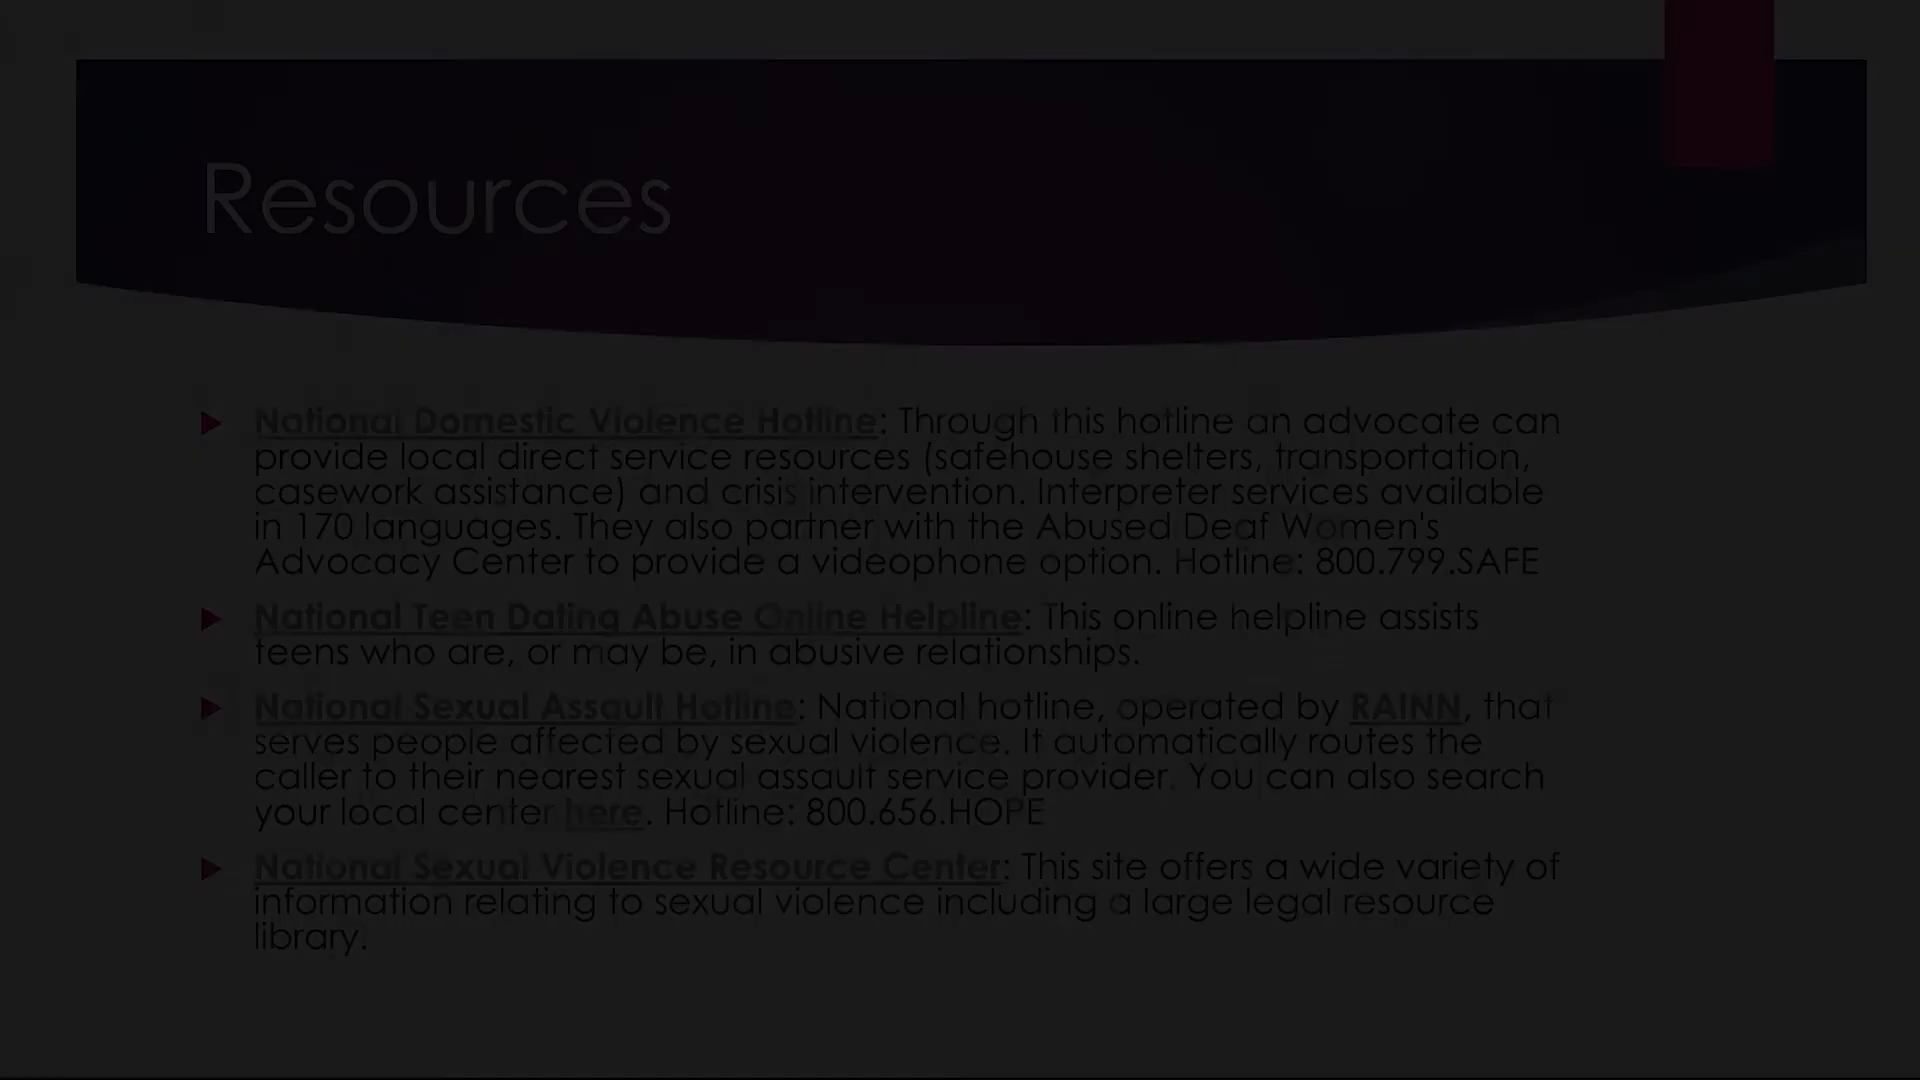 Resources
National Domestic Violence Hotline: Through this hotline an advocate can
provide local direct service resources (safehouse shelters, transportation,
casework assistance) and crisis intervention. Interpreter services available
in 170 languages. They also partner with the Abused Deaf Women's
Advocacy Center to provide a videophone option. Hotline: 800.799.SAFE
National Teen Dating Abuse Online Helpline: This online helpline assists
teens who are, or may be, in abusive relationships.
National Sexual Assault Hotline: National hotline, operated by RAINN, that
serves people affected by sexual violence. It automatically routes the
caller to their nearest sexual assault service provider. You can also search
your local center here. Hotline: 800.656.HOPE
National Sexual Violence Resource Center: This site offers a wide variety of
information relating to sexual violence including a large legal resource
library.